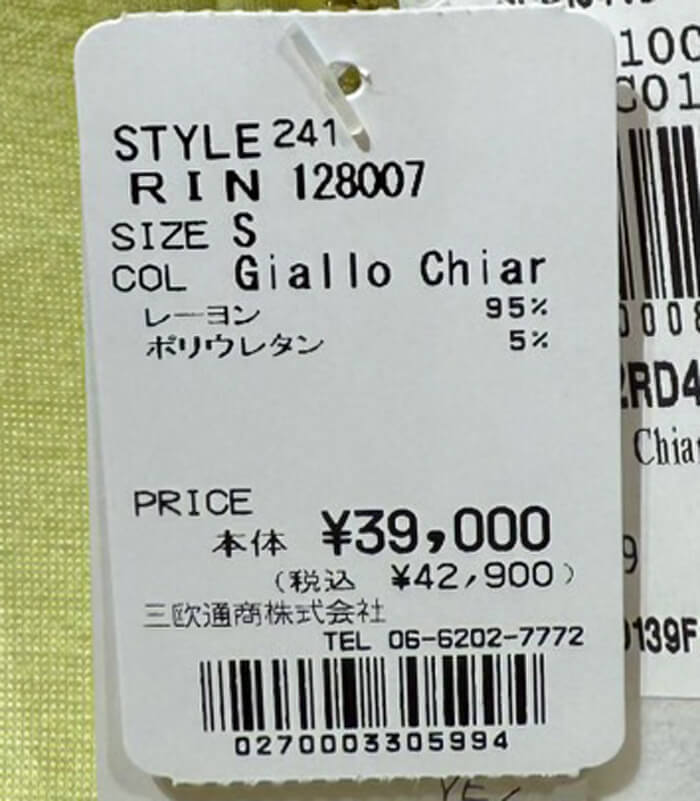 STYLE 241
RIN 128007
SIZE S
COL Giallo Chiar
レーヨン 95%
ポリウレタン 5%
PRICE
本体 ¥39,000
(税込 ¥42,900)
三欧通商株式会社
TEL 06-6202-7772
0270003305994
Chiar